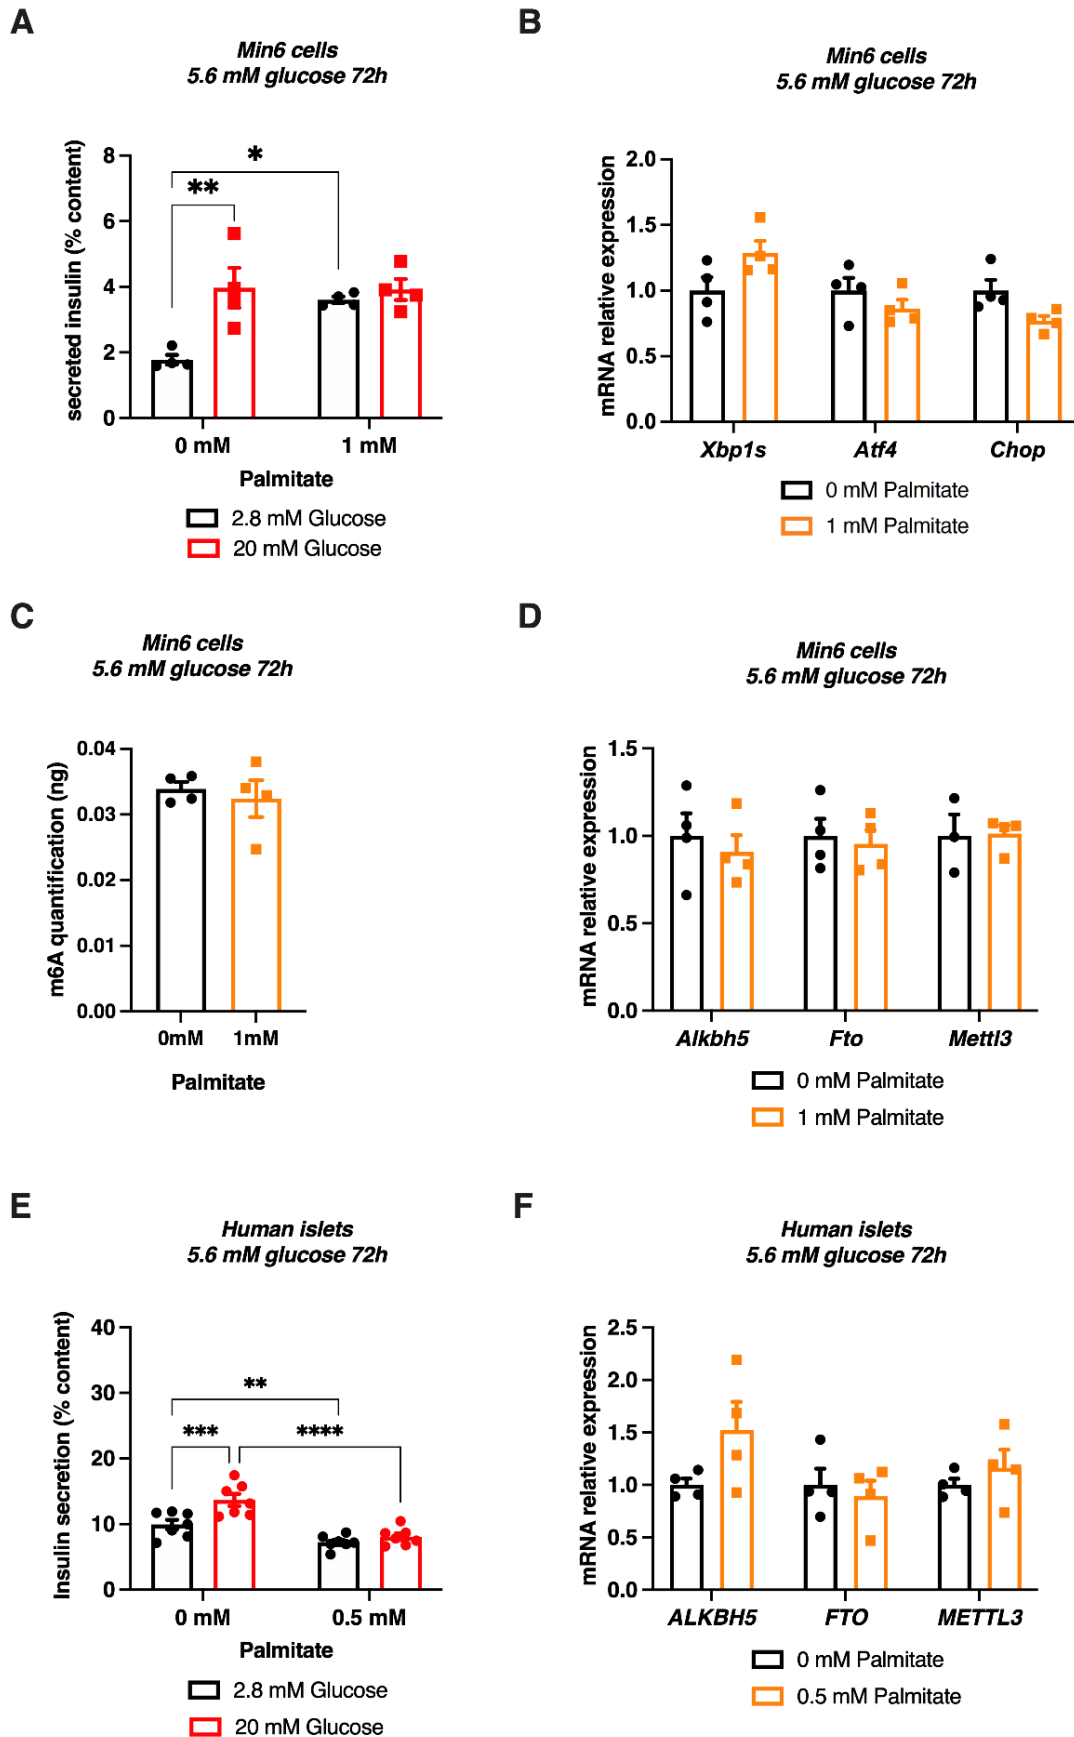 A
Min6 cells
5.6 mM glucose 72h
secreted insulin (% content)
8
6
4
2
0
*
**
0 mM
1 mM
Palmitate
2.8 mM Glucose
20 mM Glucose
B
Min6 cells
5.6 mM glucose 72h
mRNA relative expression
2.0
1.5
1.0
0.5
0.0
Xbp1s
Atf4
Chop
0 mM Palmitate
1 mM Palmitate
C
Min6 cells
5.6 mM glucose 72h
m6A quantification (ng)
0.04
0.03
0.02
0.01
0.00
0mM
1mM
Palmitate
D
Min6 cells
5.6 mM glucose 72h
mRNA relative expression
1.5
1.0
0.5
0.0
Alkbh5
Fto
Mettl3
0 mM Palmitate
1 mM Palmitate
E
Human islets
5.6 mM glucose 72h
Insulin secretion (% content)
40
30
20
10
0
**
***
****
0 mM
0.5 mM
Palmitate
2.8 mM Glucose
20 mM Glucose
F
Human islets
5.6 mM glucose 72h
mRNA relative expression
2.5
2.0
1.5
1.0
0.5
0.0
ALKBH5
FTO
METTL3
0 mM Palmitate
0.5 mM Palmitate